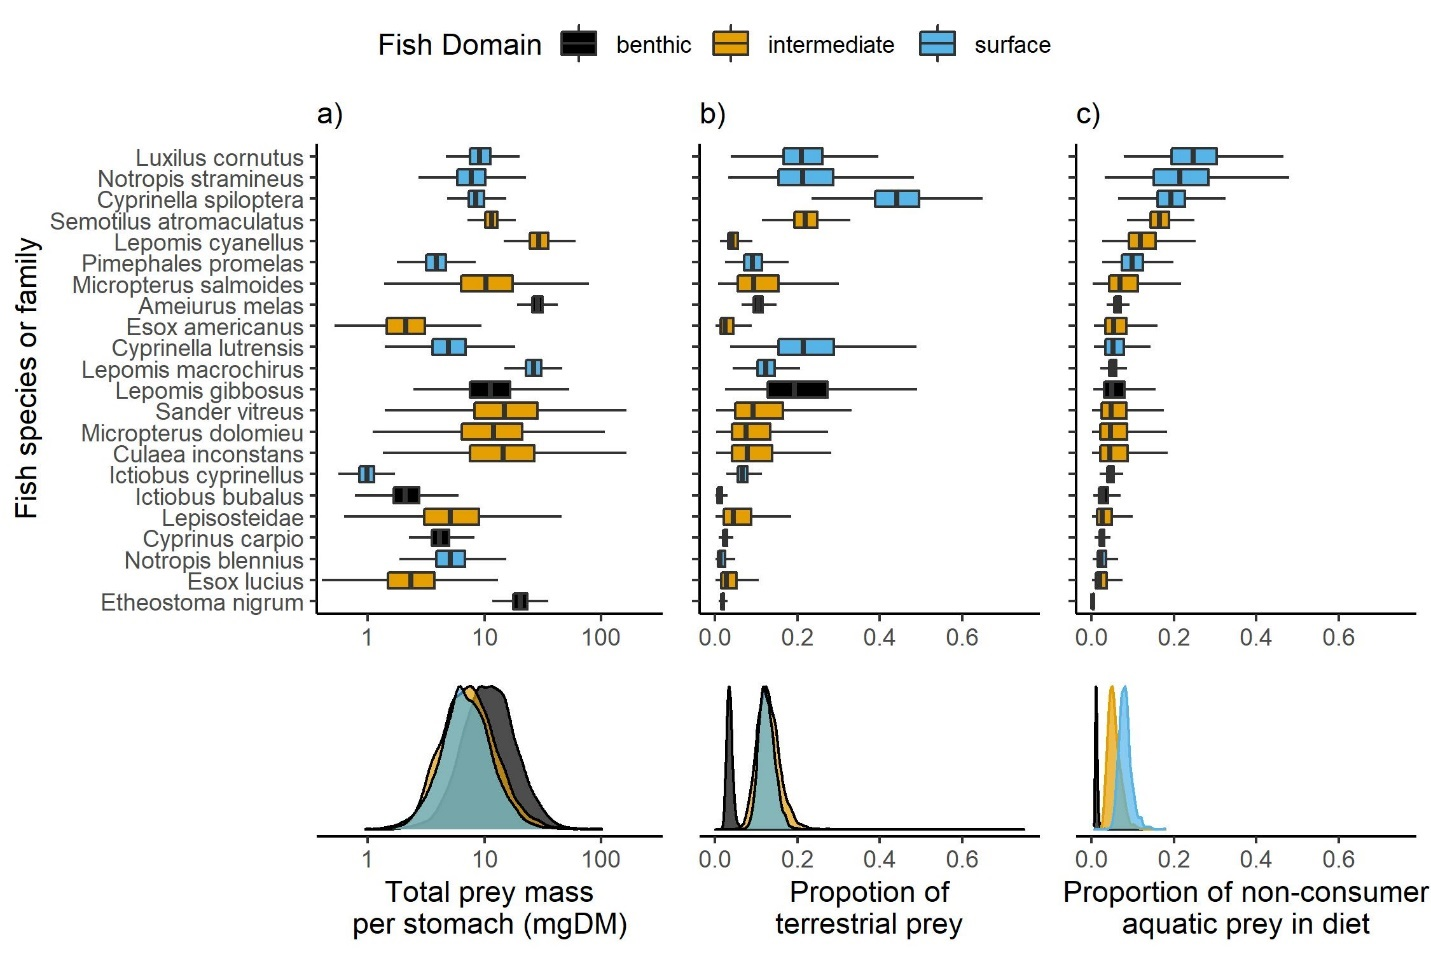 Fish Domain benthic intermediate surface
a) b) c)
Fish species or family
Luxilus cornutus
Notropis stramineus
Cyprinella spiloptera
Semotilus atromaculatus
Lepomis cyanellus
Pimephales promelas
Micropterus salmoides
Ameiurus melas
Esox americanus
Cyprinella lutrensis
Lepomis macrochirus
Lepomis gibbosus
Sander vitreus
Micropterus dolomieu
Culaea inconstans
Ictiobus cyprinellus
Ictiobus bubalus
Lepisosteidae
Cyprinus carpio
Notropis blennius
Esox lucius
Etheostoma nigrum
1 10 100 0.0 0.2 0.4 0.6 0.0 0.2 0.4 0.6
1 10 100 0.0 0.2 0.4 0.6 0.0 0.2 0.4 0.6
Total prey mass
per stomach (mgDM)
Propotion of
terrestrial prey
Proportion of non-consumer
aquatic prey in diet